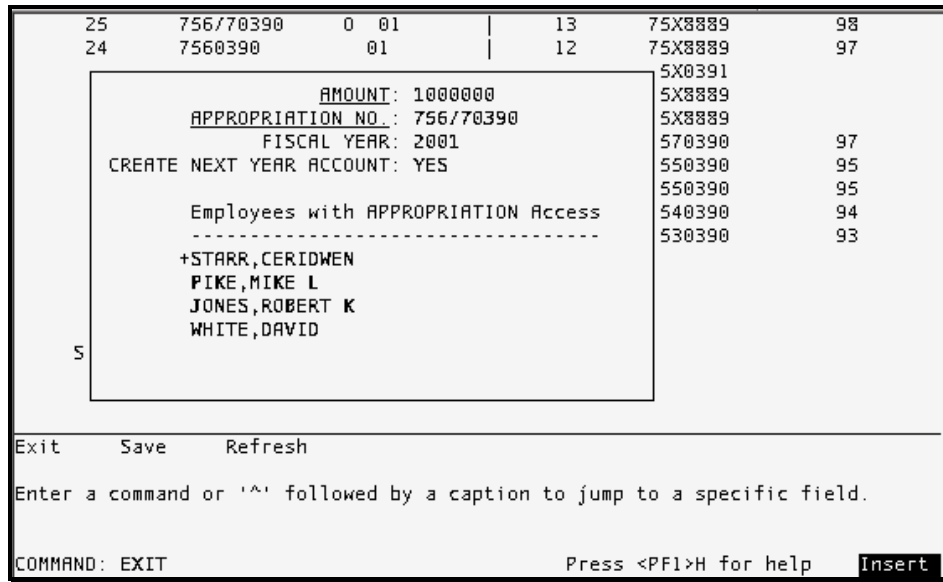 25 756/70390 O 01 | 13 75X8889 98
24 7560390 01 | 12 75X8889 97
5X0391
AMOUNT: 1000000 5X8889
APPROPRIATION NO.: 756/70390 5X8889
FISCAL YEAR: 2001 570390 97
CREATE NEXT YEAR ACCOUNT: YES 550390 95
550390 95
Employees with APPROPRIATION Access 540390 94
----------------------------------- 530390 93
+STARR,CERIDWEN
PIKE,MIKE L
JONES,ROBERT K
WHITE,DAVID
S
Exit Save Refresh
Enter a command or '^' followed by a caption to jump to a specific field.
COMMAND: EXIT Press <PF1>H for help Insert